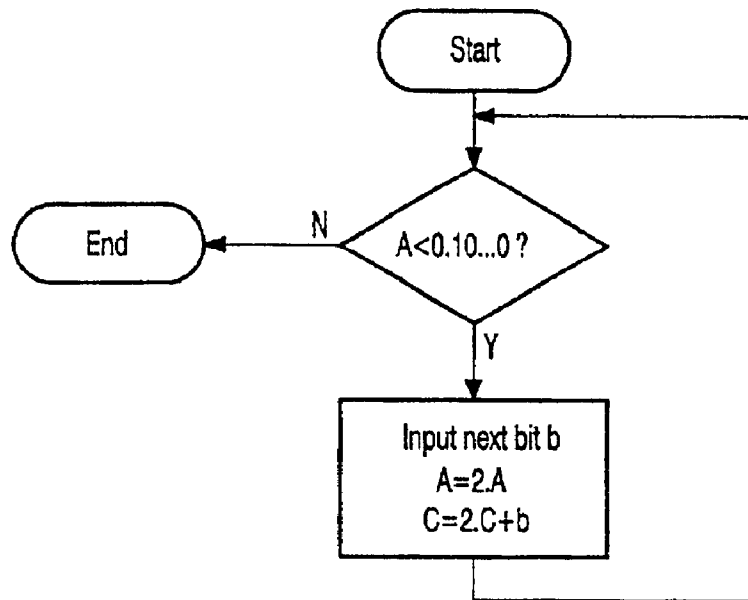 Start
A<0.10...0 ?
N
End
Y
Input next bit b
A=2.A
C=2.C+b